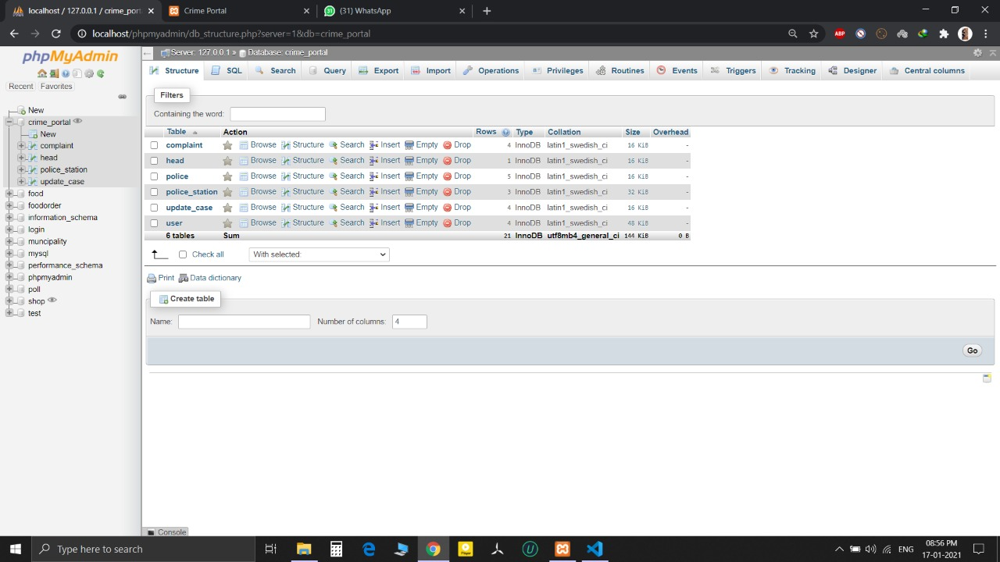 localhost / 127.0.0.1 / crime_port
Crime Portal
(31) WhatsApp
localhost/phpmyadmin/db_structure.php?server=1&db=crime_portal
ABP
phpMyAdmin
Recent Favorites
New
crime_portal
New
complaint
head
police_station
update_case
food
foodorder
information_schema
login
muncipality
mysql
performance_schema
phpmyadmin
poll
shop
test
Server: 127.0.0.1 » Database: crime_portal
Structure SQL Search Query Export Import Operations Privileges Routines Events Triggers Tracking Designer Central columns
Filters
Containing the word:
Table Action Rows Type Collation Size Overhead
complaint Browse Structure Search Insert Empty Drop 4 InnoDB latin1_swedish_ci 16 KiB -
head Browse Structure Search Insert Empty Drop 1 InnoDB latin1_swedish_ci 16 KiB -
police Browse Structure Search Insert Empty Drop 5 InnoDB latin1_swedish_ci 16 KiB -
police_station Browse Structure Search Insert Empty Drop 3 InnoDB latin1_swedish_ci 32 KiB -
update_case Browse Structure Search Insert Empty Drop 4 InnoDB latin1_swedish_ci 16 KiB -
user Browse Structure Search Insert Empty Drop 4 InnoDB latin1_swedish_ci 48 KiB -
6 tables Sum 21 InnoDB utf8mb4_general_ci 144 KiB 0 B
Check all With selected:
Print Data dictionary
Create table
Name: Number of columns: 4
Go
Console
Type here to search
ENG
08:56 PM
17-01-2021